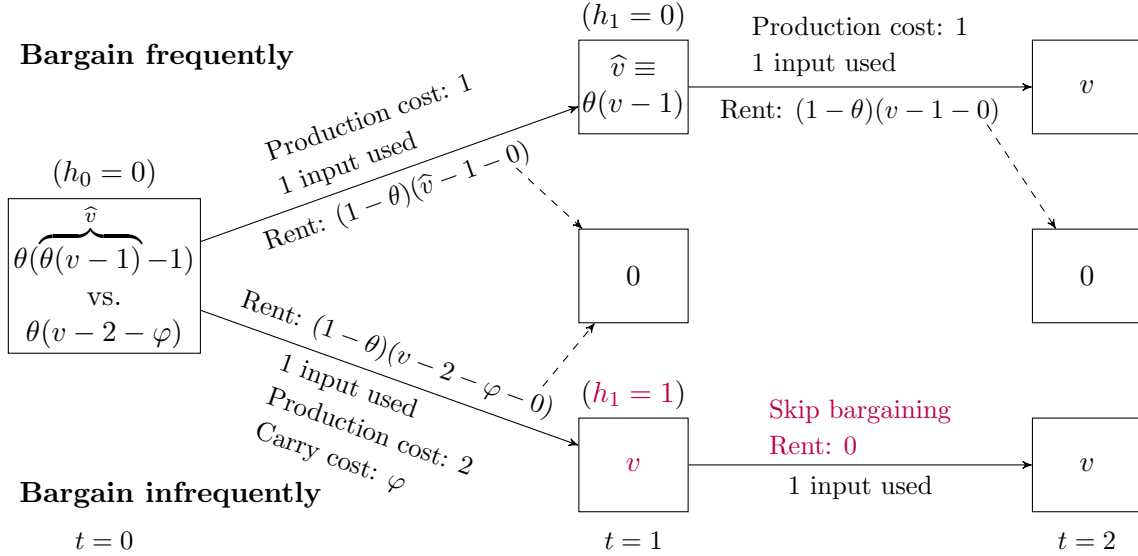 Bargain frequently
(h₀ = 0)
v̂
θ(θ(v − 1) −1)
vs.
θ(v − 2 − φ)
Production cost: 1
1 input used
Rent: (1 − θ)(v̂ − 1 − 0)
(h₁ = 0)
v̂ ≡
θ(v − 1)
Production cost: 1
1 input used
Rent: (1 − θ)(v − 1 − 0)
v
0
0
Rent: (1 − θ)(v − 2 − φ − 0)
1 input used
Production cost: 2
Carry cost: φ
(h₁ = 1)
v
Skip bargaining
Rent: 0
1 input used
v
Bargain infrequently
t = 0
t = 1
t = 2